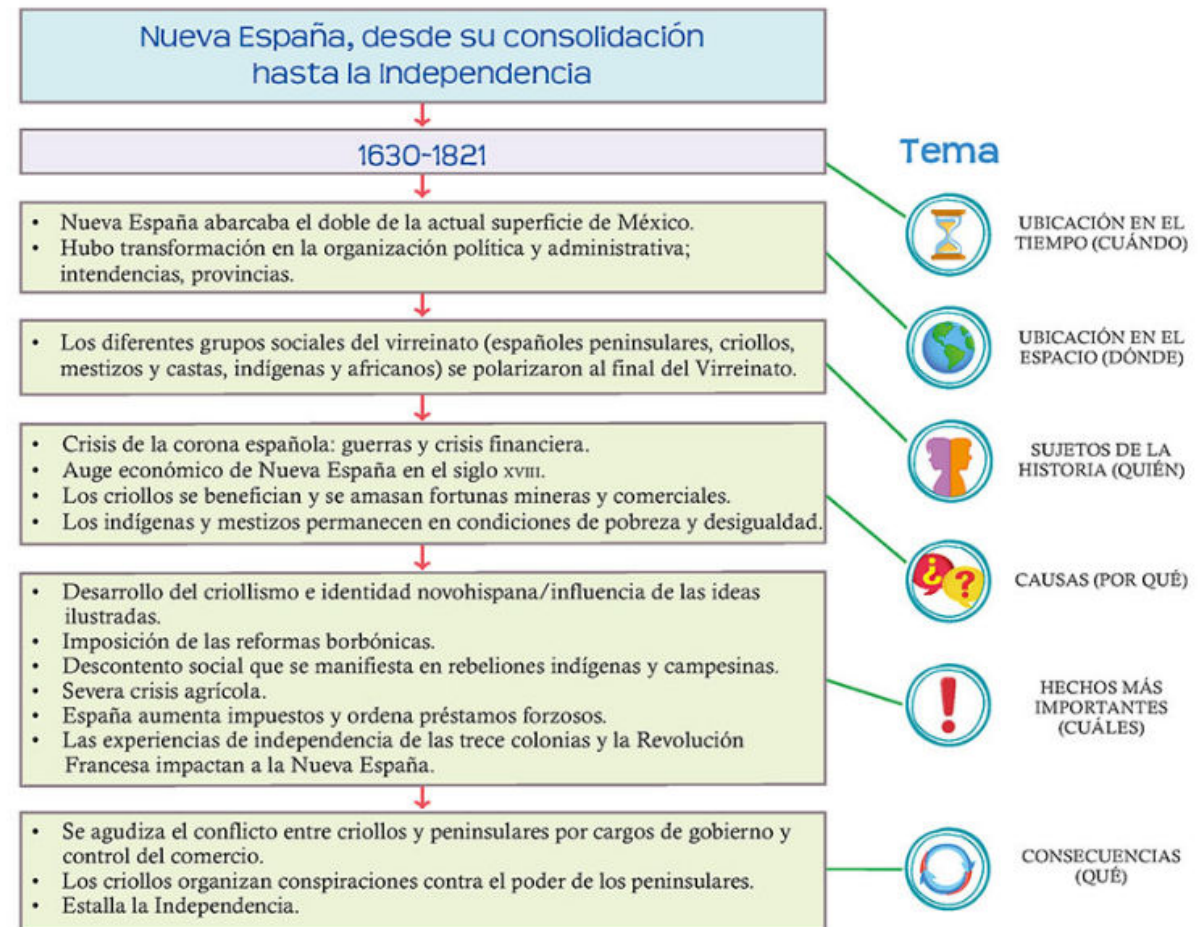 Nueva España, desde su consolidación
hasta la Independencia
1630-1821
• Nueva España abarcaba el doble de la actual superficie de México.
• Hubo transformación en la organización política y administrativa;
intendencias, provincias.
• Los diferentes grupos sociales del virreinato (españoles peninsulares, criollos,
mestizos y castas, indígenas y africanos) se polarizaron al final del Virreinato.
• Crisis de la corona española: guerras y crisis financiera.
• Auge económico de Nueva España en el siglo XVIII.
• Los criollos se benefician y se amasan fortunas mineras y comerciales.
• Los indígenas y mestizos permanecen en condiciones de pobreza y desigualdad.
• Desarrollo del criollismo e identidad novohispana/influencia de las ideas
ilustradas.
• Imposición de las reformas borbónicas.
• Descontento social que se manifiesta en rebeliones indígenas y campesinas.
• Severa crisis agrícola.
• España aumenta impuestos y ordena préstamos forzosos.
• Las experiencias de independencia de las trece colonias y la Revolución
Francesa impactan a la Nueva España.
• Se agudiza el conflicto entre criollos y peninsulares por cargos de gobierno y
control del comercio.
• Los criollos organizan conspiraciones contra el poder de los peninsulares.
• Estalla la Independencia.
Tema
UBICACIÓN EN EL
TIEMPO (CUÁNDO)
UBICACIÓN EN EL
ESPACIO (DÓNDE)
SUJETOS DE LA
HISTORIA (QUIÉN)
¿ ?
CAUSAS (POR QUÉ)
!
HECHOS MÁS
IMPORTANTES
(CUÁLES)
CONSECUENCIAS
(QUÉ)